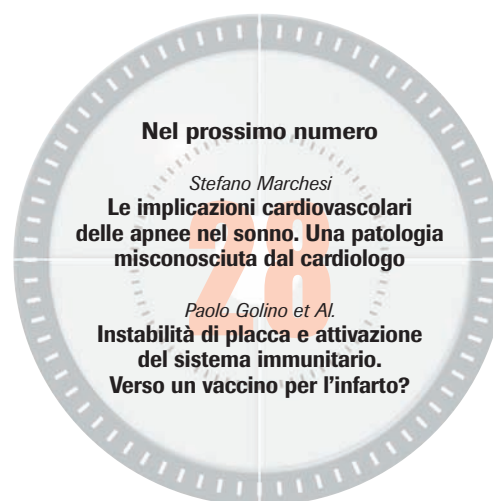 Nel prossimo numero
28
Stefano Marchesi
Le implicazioni cardiovascolari
delle apnee nel sonno. Una patologia
misconosciuta dal cardiologo
Paolo Golino et Al.
Instabilità di placca e attivazione
del sistema immunitario.
Verso un vaccino per l'infarto?